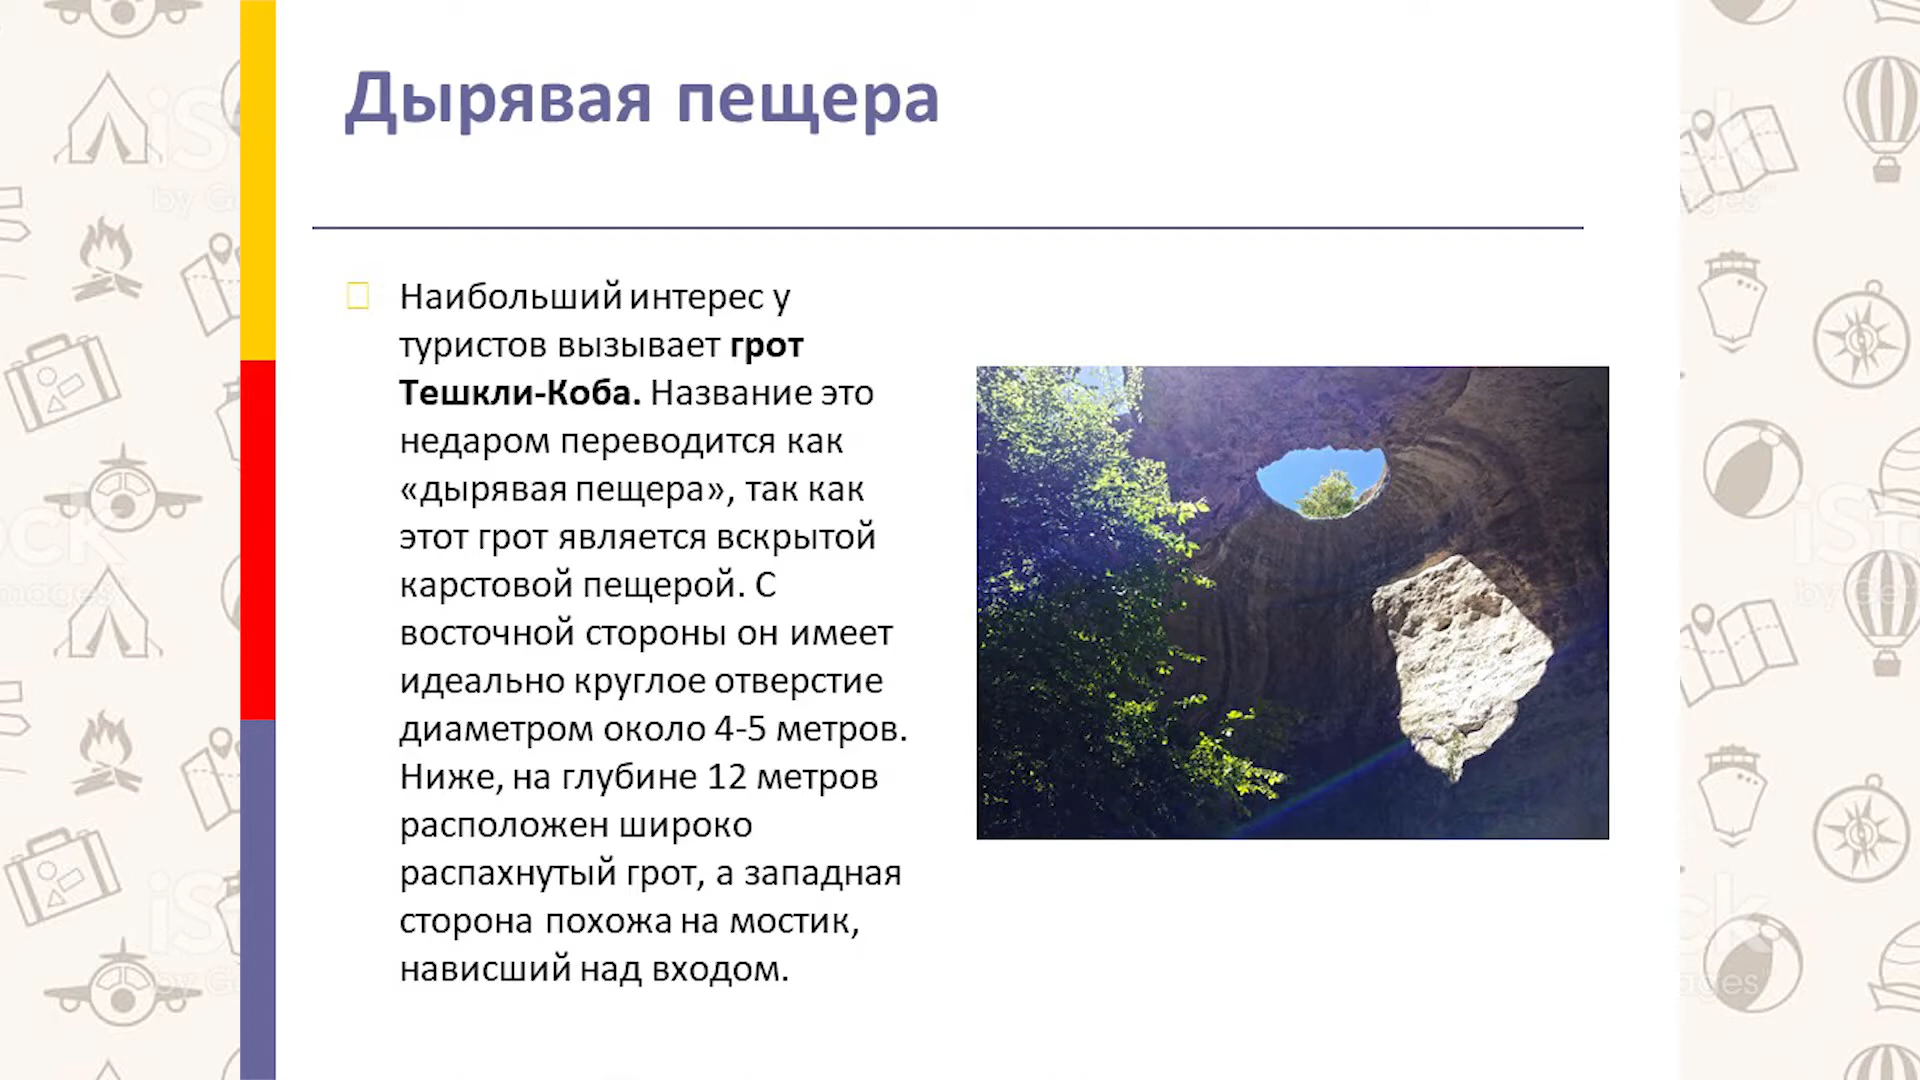 Дырявая пещера
Наибольший интерес у
туристов вызывает грот
Тешкли-Коба. Название это
недаром переводится как
«дырявая пещера», так как
этот грот является вскрытой
карстовой пещерой. С
восточной стороны он имеет
идеально круглое отверстие
диаметром около 4-5 метров.
Ниже, на глубине 12 метров
расположен широко
распахнутый грот, а западная
сторона похожа на мостик,
нависший над входом.